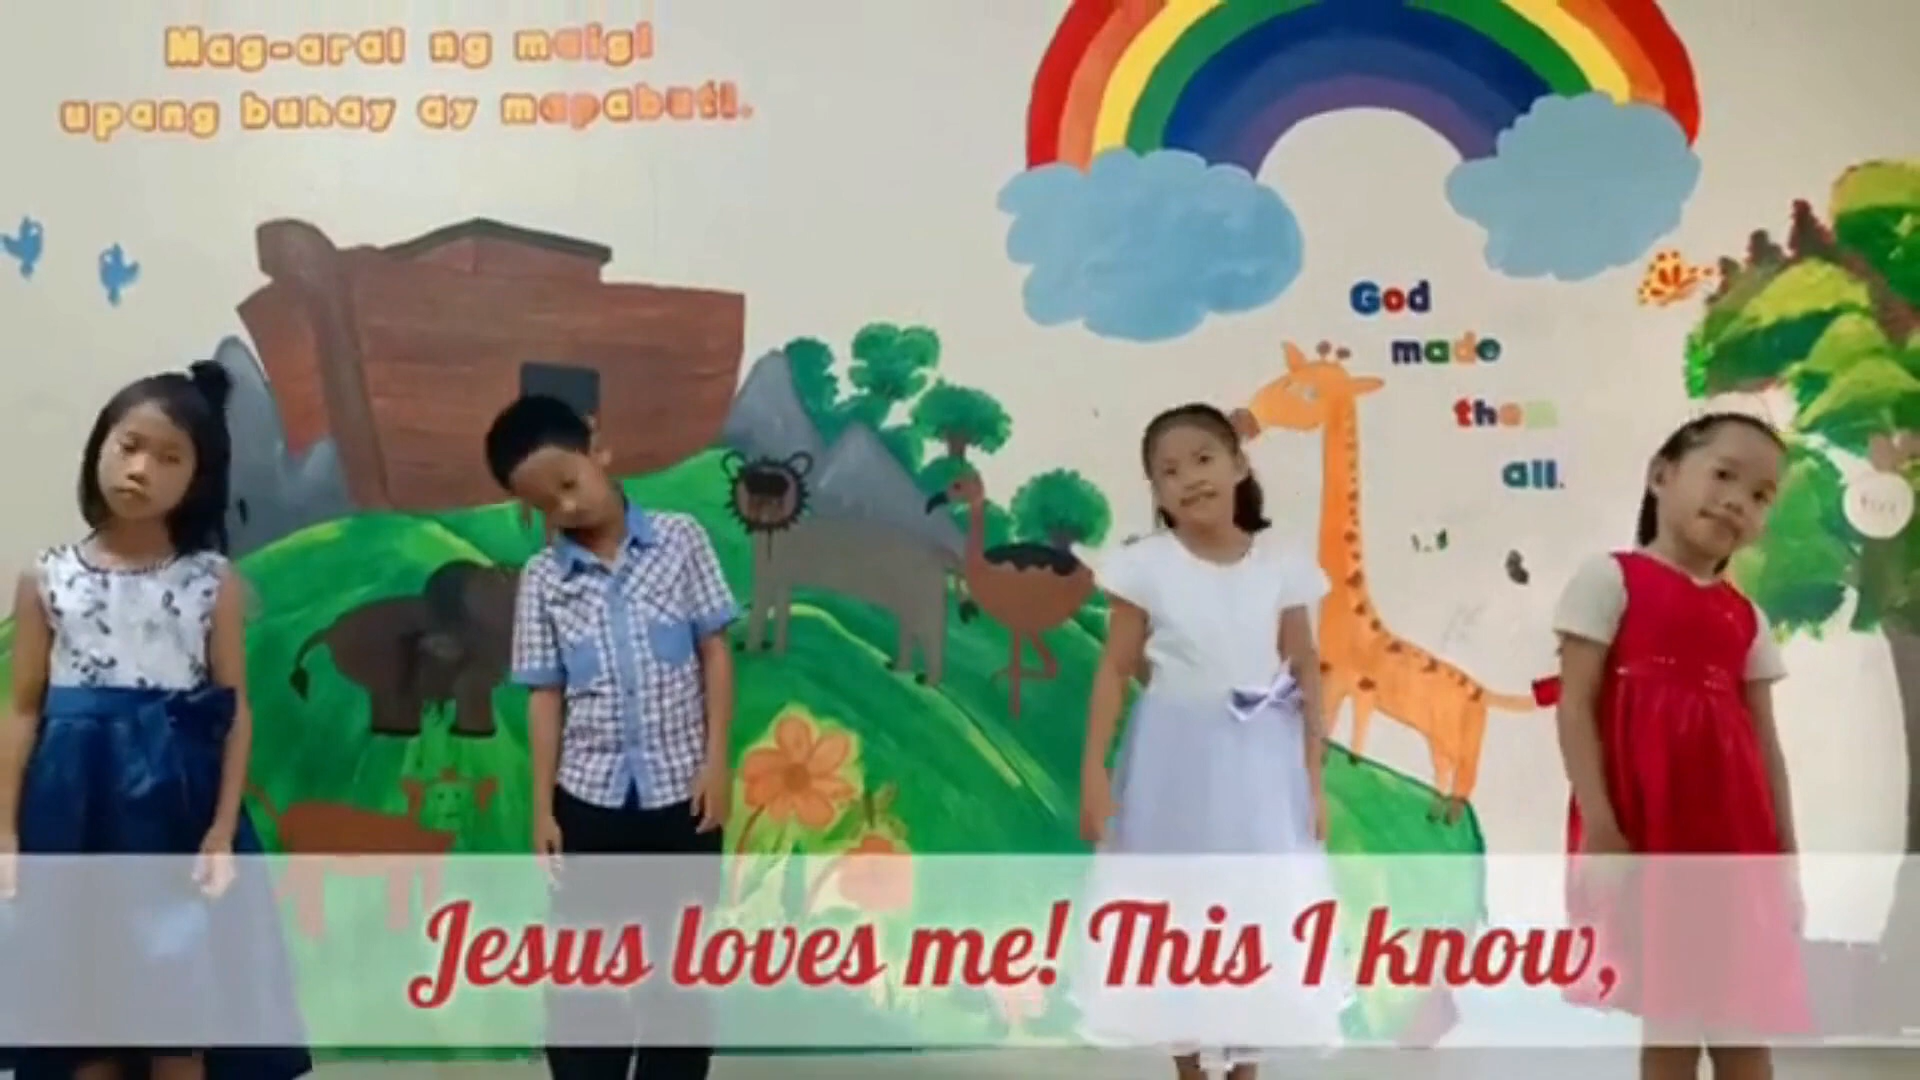 Mag-aral ng maigi
upang buhay ay mapabuti.
God
made
them
all.
Jesus loves me! This I know,